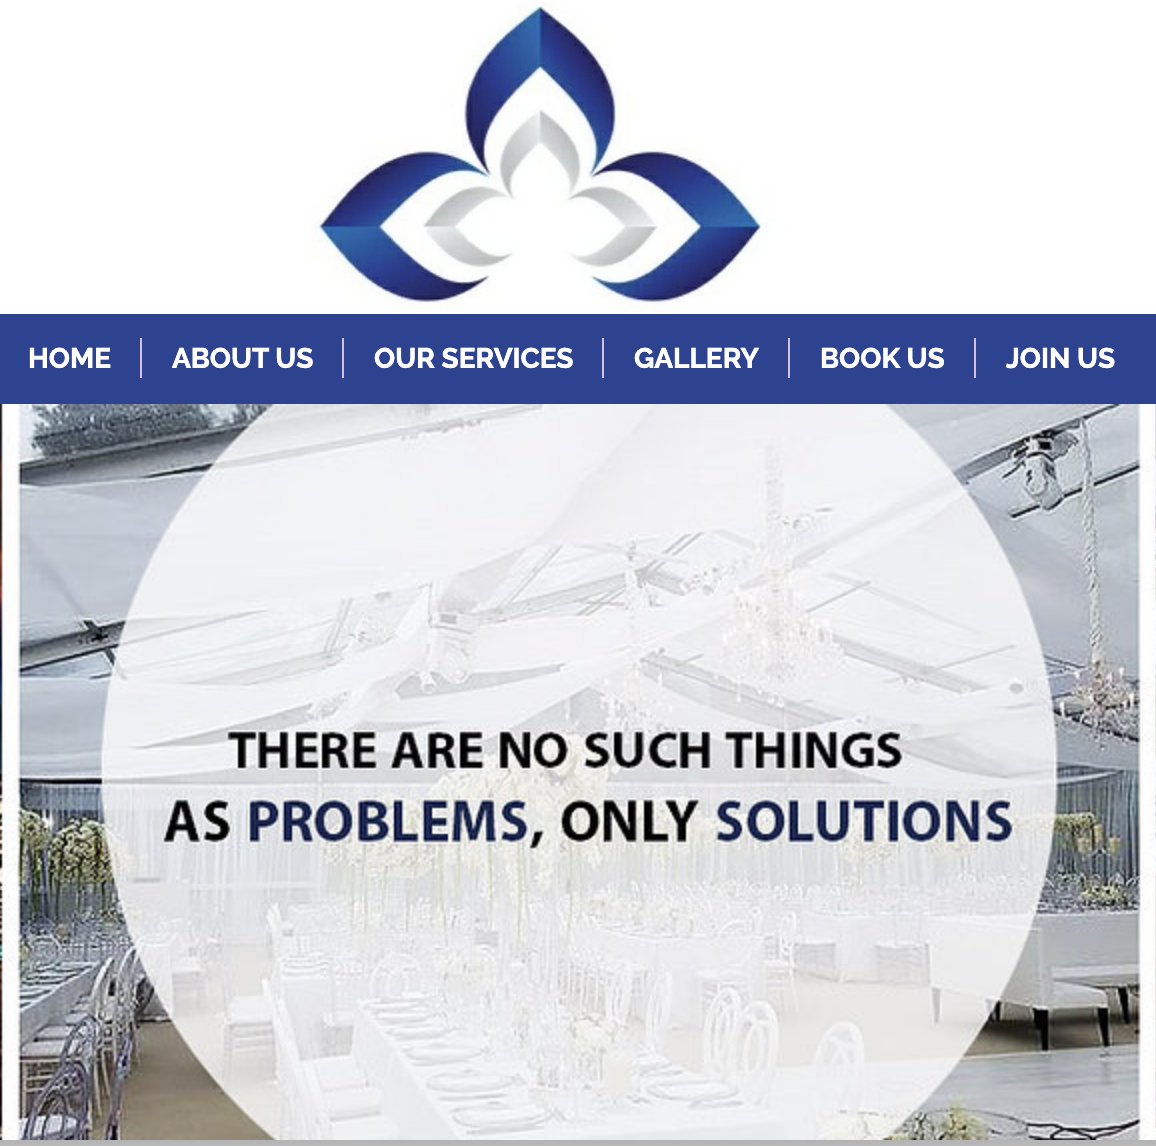 HOME ABOUT US OUR SERVICES GALLERY BOOK US JOIN US
THERE ARE NO SUCH THINGS
AS PROBLEMS, ONLY SOLUTIONS